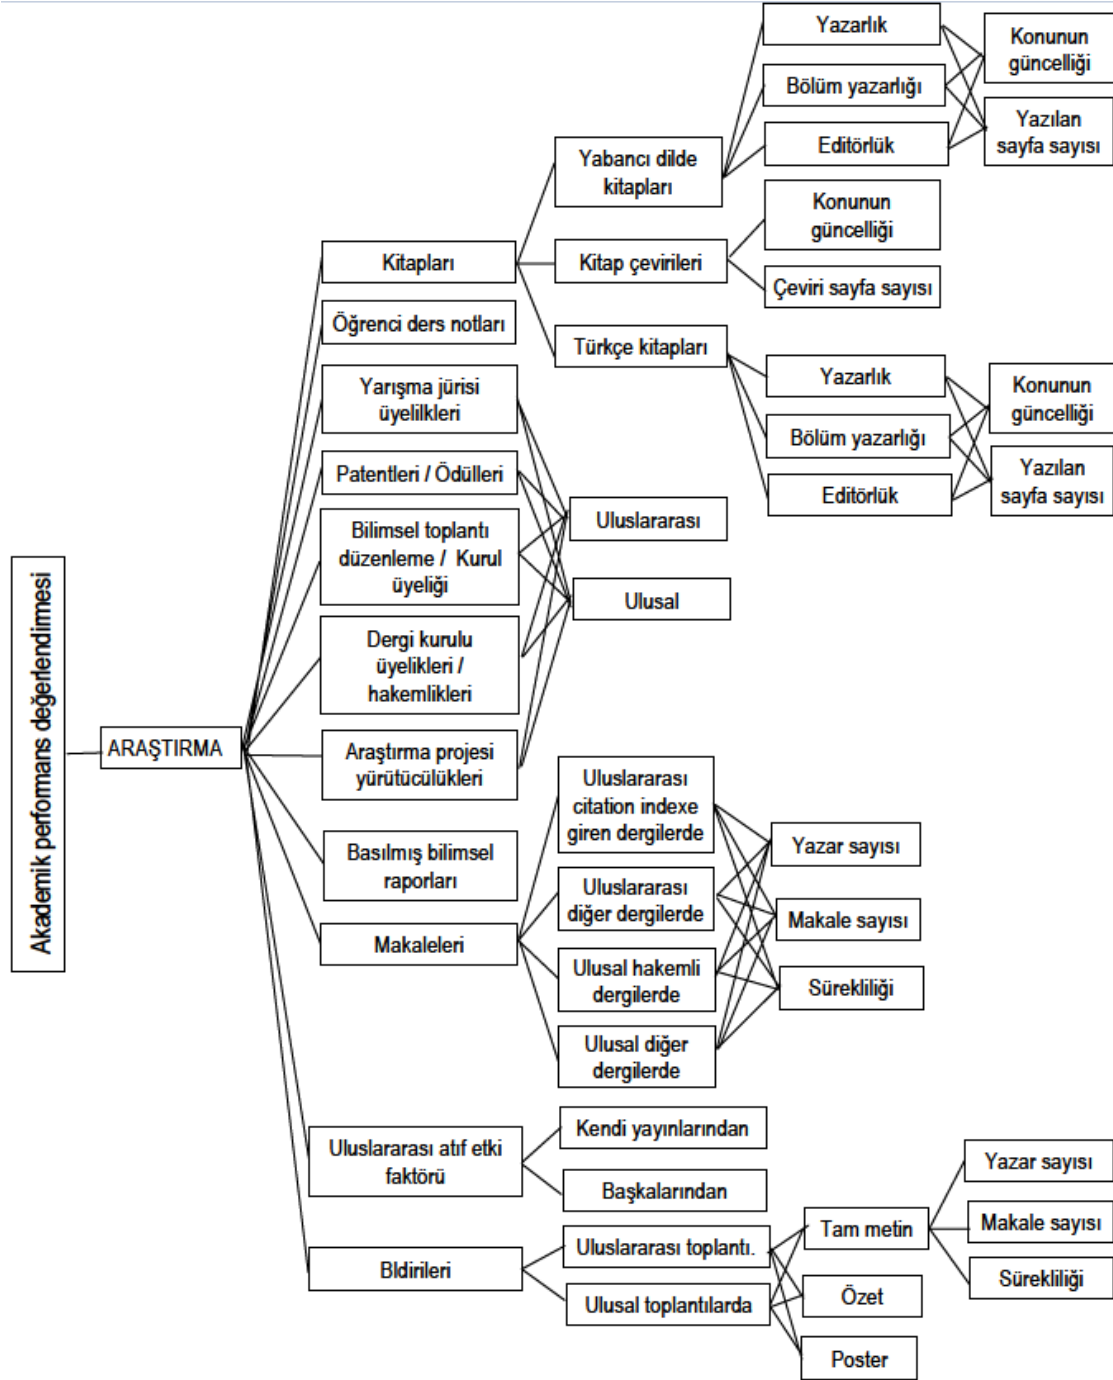 Akademik performans değerlendirmesi
ARAŞTIRMA
Kitapları
Yabancı dilde
kitapları
Yazarlık
Bölüm yazarlığı
Editörlük
Konunun
güncelliği
Yazılan
sayfa sayısı
Kitap çevirileri
Konunun
güncelliği
Çeviri sayfa sayısı
Türkçe kitapları
Yazarlık
Bölüm yazarlığı
Editörlük
Konunun
güncelliği
Yazılan
sayfa sayısı
Öğrenci ders notları
Yarışma jürisi
üyelilkleri
Patentleri / Ödülleri
Bilimsel toplantı
düzenleme / Kurul
üyeliği
Dergi kurulu
üyelikleri /
hakemlikleri
Araştırma projesi
yürütücülükleri
Uluslararası
Ulusal
Basılmış bilimsel
raporları
Makaleleri
Uluslararası
citation indexe
giren dergilerde
Uluslararası
diğer dergilerde
Ulusal hakemli
dergilerde
Ulusal diğer
dergilerde
Yazar sayısı
Makale sayısı
Sürekliliği
Uluslararası atıf etki
faktörü
Kendi yayınlarından
Başkalarından
Bldirileri
Uluslararası toplantı.
Ulusal toplantılarda
Tam metin
Özet
Poster
Yazar sayısı
Makale sayısı
Sürekliliği